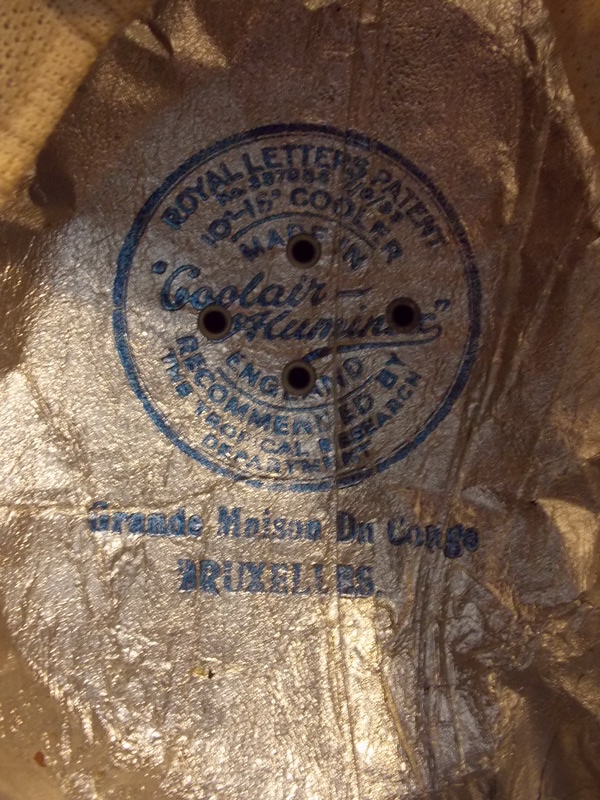 ROYAL LETTERS PATENT
10°-15° COOLER
MADE IN
"Coolair-
Aluminised"
ENGLAND
RECOMMENDED BY
THE TROPICAL RESEARCH
DEPARTMENT
Grande Maison Du Congo
BRUXELLES.